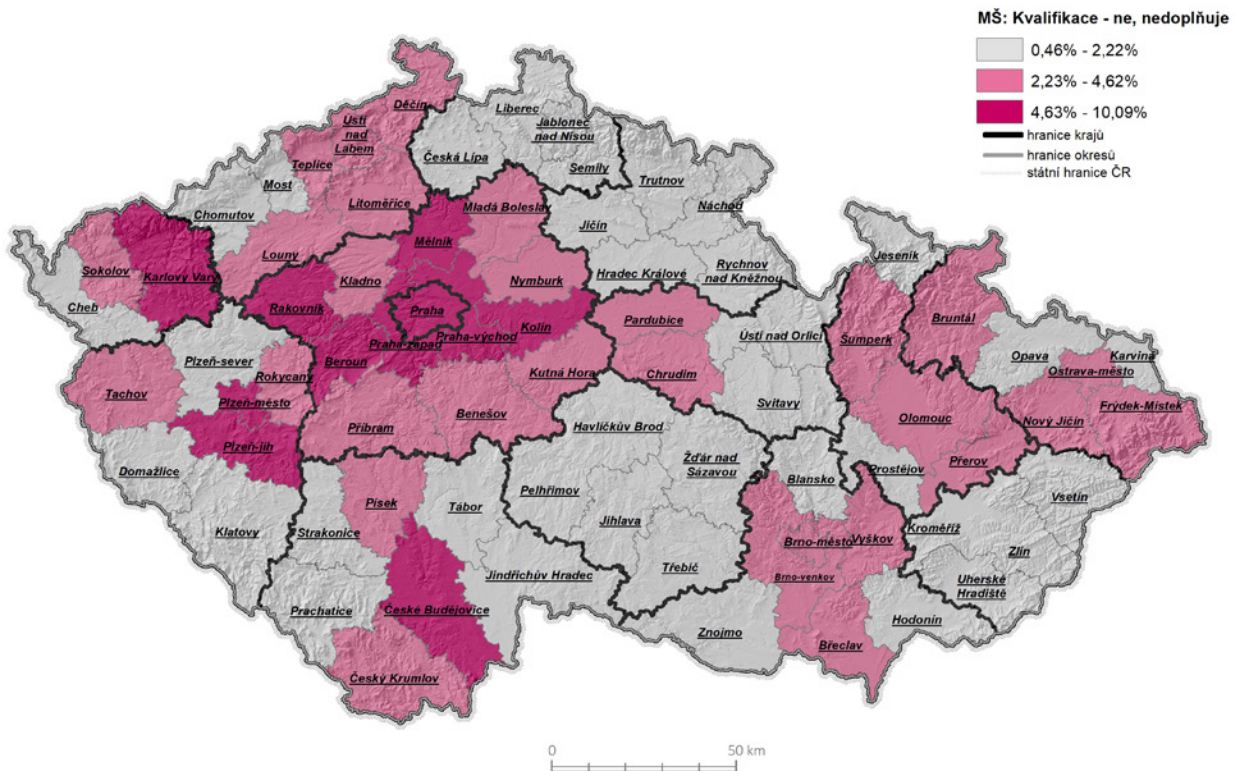 MŠ: Kvalifikace - ne, nedoplňuje
0,46% - 2,22%
2,23% - 4,62%
4,63% - 10,09%
hranice krajů
hranice okresů
státní hranice ČR
Děčín
Liberec
Ústí
nad
Labem
Jablonec
nad Nisou
Teplice
Česká Lípa
Semily
Most
Trutnov
Chomutov
Litoměřice
Mladá Boleslav
Náchod
Jičín
Mělník
Louny
Jeseník
Sokolov
Karlovy Vary
Kladno
Nymburk
Hradec Králové
Rychnov
nad Kněžnou
Cheb
Rakovník
Praha
Bruntál
Kolín
Pardubice
Praha-východ
Praha-západ
Ústí nad Orlicí
Šumperk
Opava
Karviná
Plzeň-sever
Beroun
Ostrava-město
Rokycany
Kutná Hora
Chrudim
Tachov
Plzeň-město
Svitavy
Frýdek-Místek
Benešov
Olomouc
Nový Jičín
Příbram
Havlíčkův Brod
Plzeň-jih
Přerov
Domažlice
Žďár nad
Sázavou
Prostějov
Blansko
Pelhřimov
Vsetín
Písek
Tábor
Jihlava
Klatovy
Strakonice
Kroměříž
Brno-město
Vyškov
Zlín
Třebíč
Jindřichův Hradec
Brno-venkov
Uherské
Hradiště
Prachatice
České Budějovice
Hodonín
Znojmo
Břeclav
Český Krumlov
0 50 km